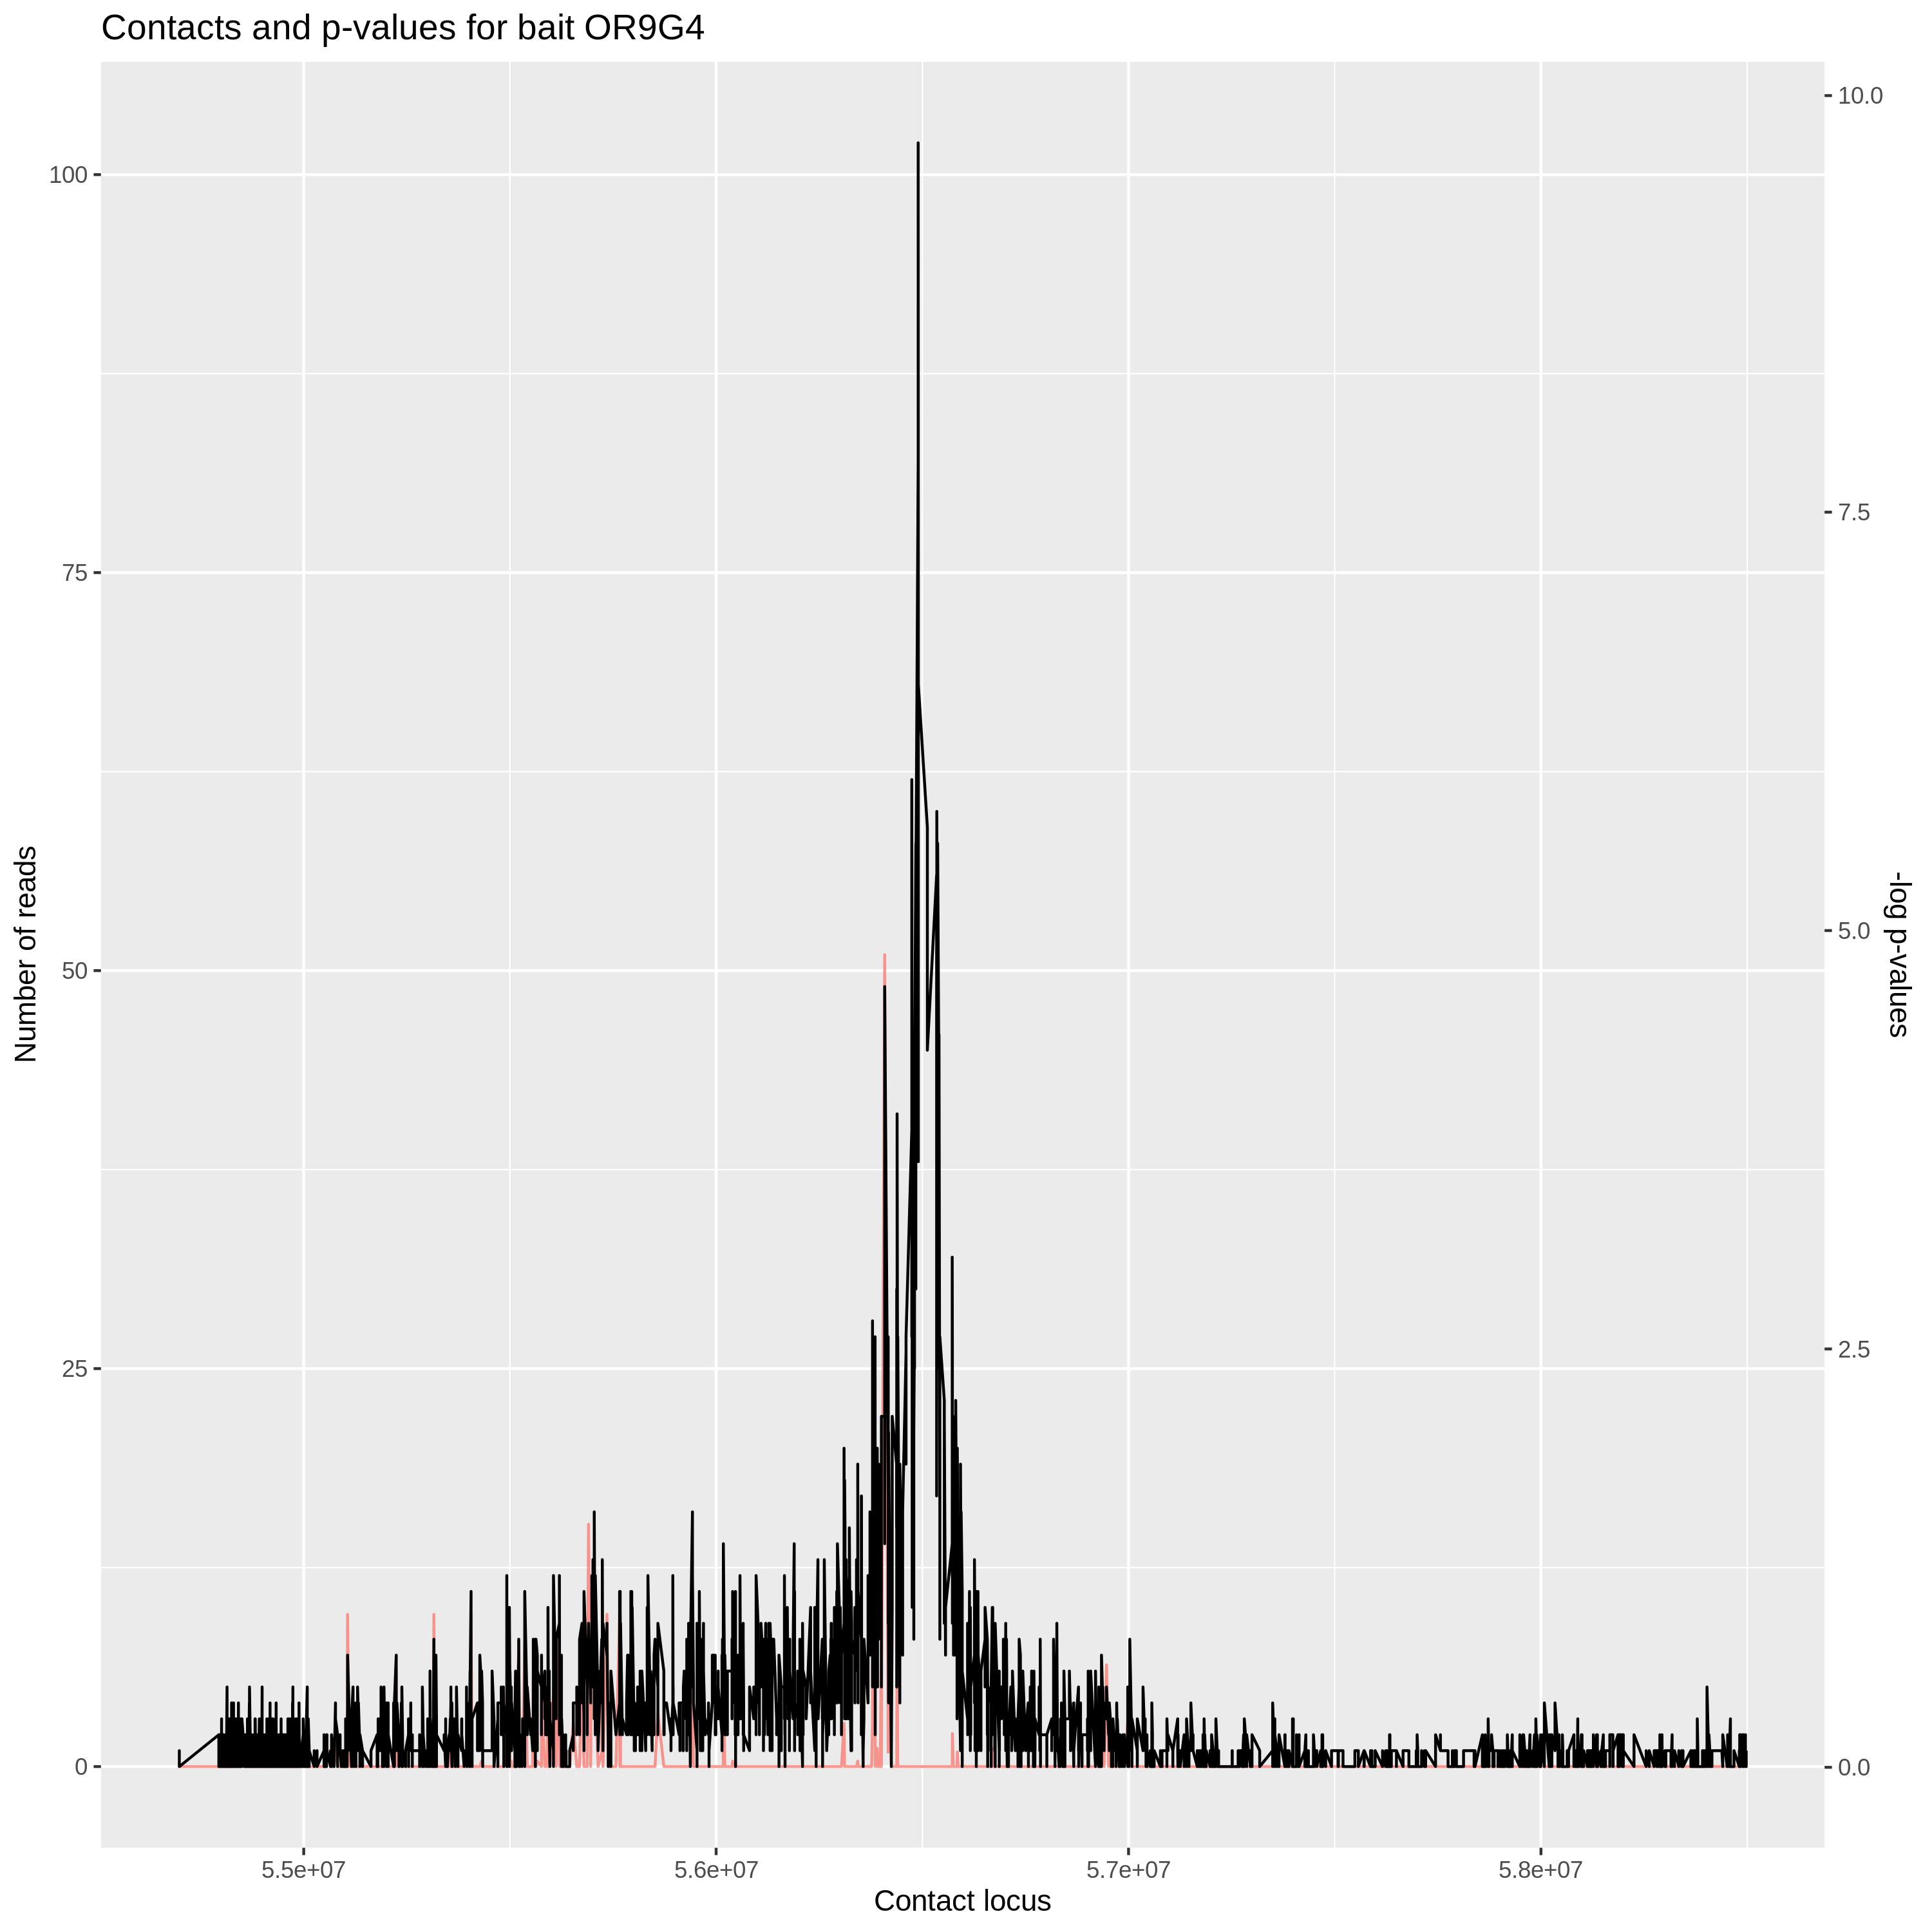 Contacts and p-values for bait OR9G4
10.0
100
7.5
75
Number of reads
-log p-values
5.0
50
2.5
25
0
0.0
5.5e+07 5.6e+07 5.7e+07 5.8e+07
Contact locus